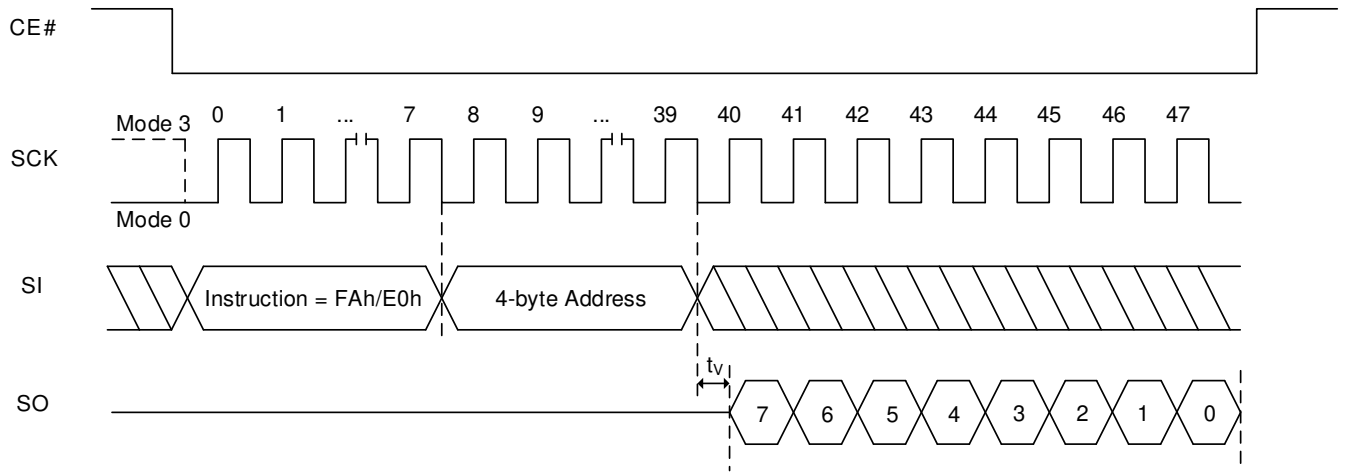 CE#
Mode 3 0 1 ... 7 8 9 ... 39 40 41 42 43 44 45 46 47
SCK
Mode 0
SI Instruction = FAh/E0h 4-byte Address
tV
SO 7 6 5 4 3 2 1 0